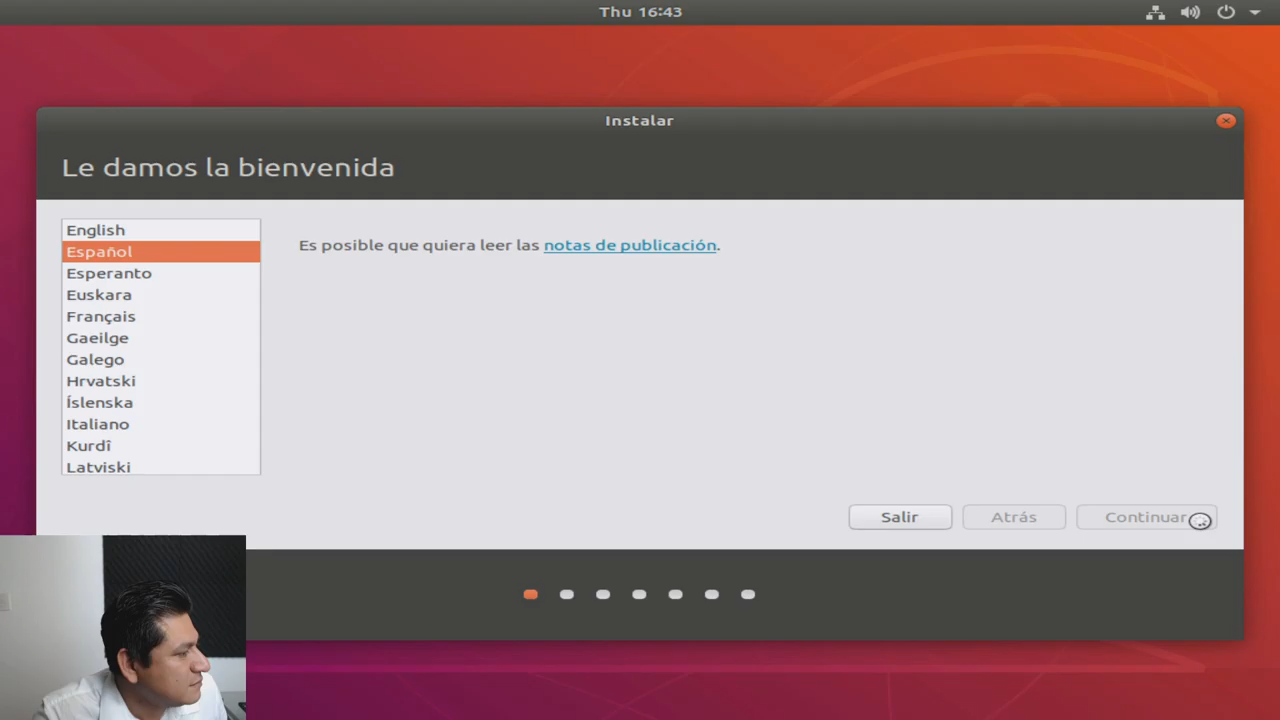 Thu 16:43
Instalar
Le damos la bienvenida
English
Español
Esperanto
Euskara
Français
Gaeilge
Galego
Hrvatski
Íslenska
Italiano
Kurdî
Latviski
Es posible que quiera leer las notas de publicación.
Salir
Atrás
Continuar